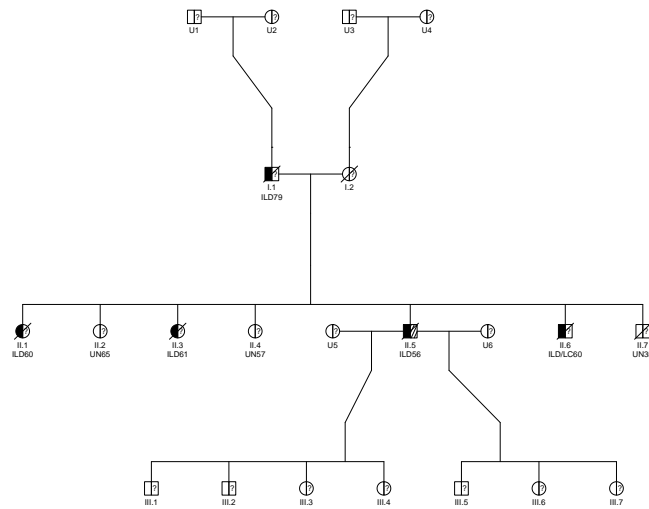 ? ? ? ?
U1 U2 U3 U4
? ?
I.1 I.2
ILD79
? ? ? ? ? ? ? ?
II.1 II.2 II.3 II.4 U5 II.5 U6 II.6 II.7
ILD60 UN65 ILD61 UN57 ILD56 ILD/LC60 UN3
? ? ? ? ? ? ?
III.1 III.2 III.3 III.4 III.5 III.6 III.7